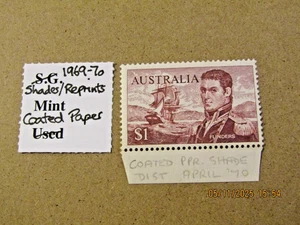 S.G. 1969-70
Shades/Reprints
Mint
Coated Paper
Used
AUSTRALIA
$1
FLINDERS
COATED PPR. SHADE
DIST APRIL '70
05/11/2025 15:54